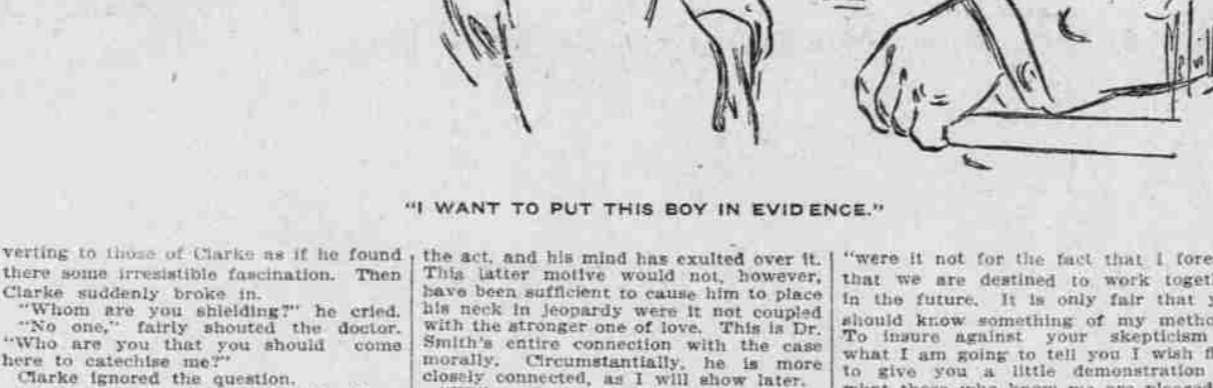 "I WANT TO PUT THIS BOY IN EVIDENCE."
verting to those of Clarke as if he found
there some irresistible fascination. Then
Clarke suddenly broke in.
"Whom are you shielding?" he cried.
"No one," fairly shouted the doctor.
"Who are you that you should come
here to catechise me?"
Clarke ignored the question.
the act, and his mind has exulted over it.
This latter motive would not, however,
have been sufficient to cause him to place
his neck in jeopardy were it not coupled
with the stronger one of love. This is Dr.
Smith's entire connection with the case
morally. Circumstantially, he is more
closely connected, as I will show later.
"were it not for the fact that I fore
that we are destined to work toget
in the future. It is only fair that
should know something of my metho
To insure against your skepticism
what I am going to tell you I wish
to give you a little demonstration